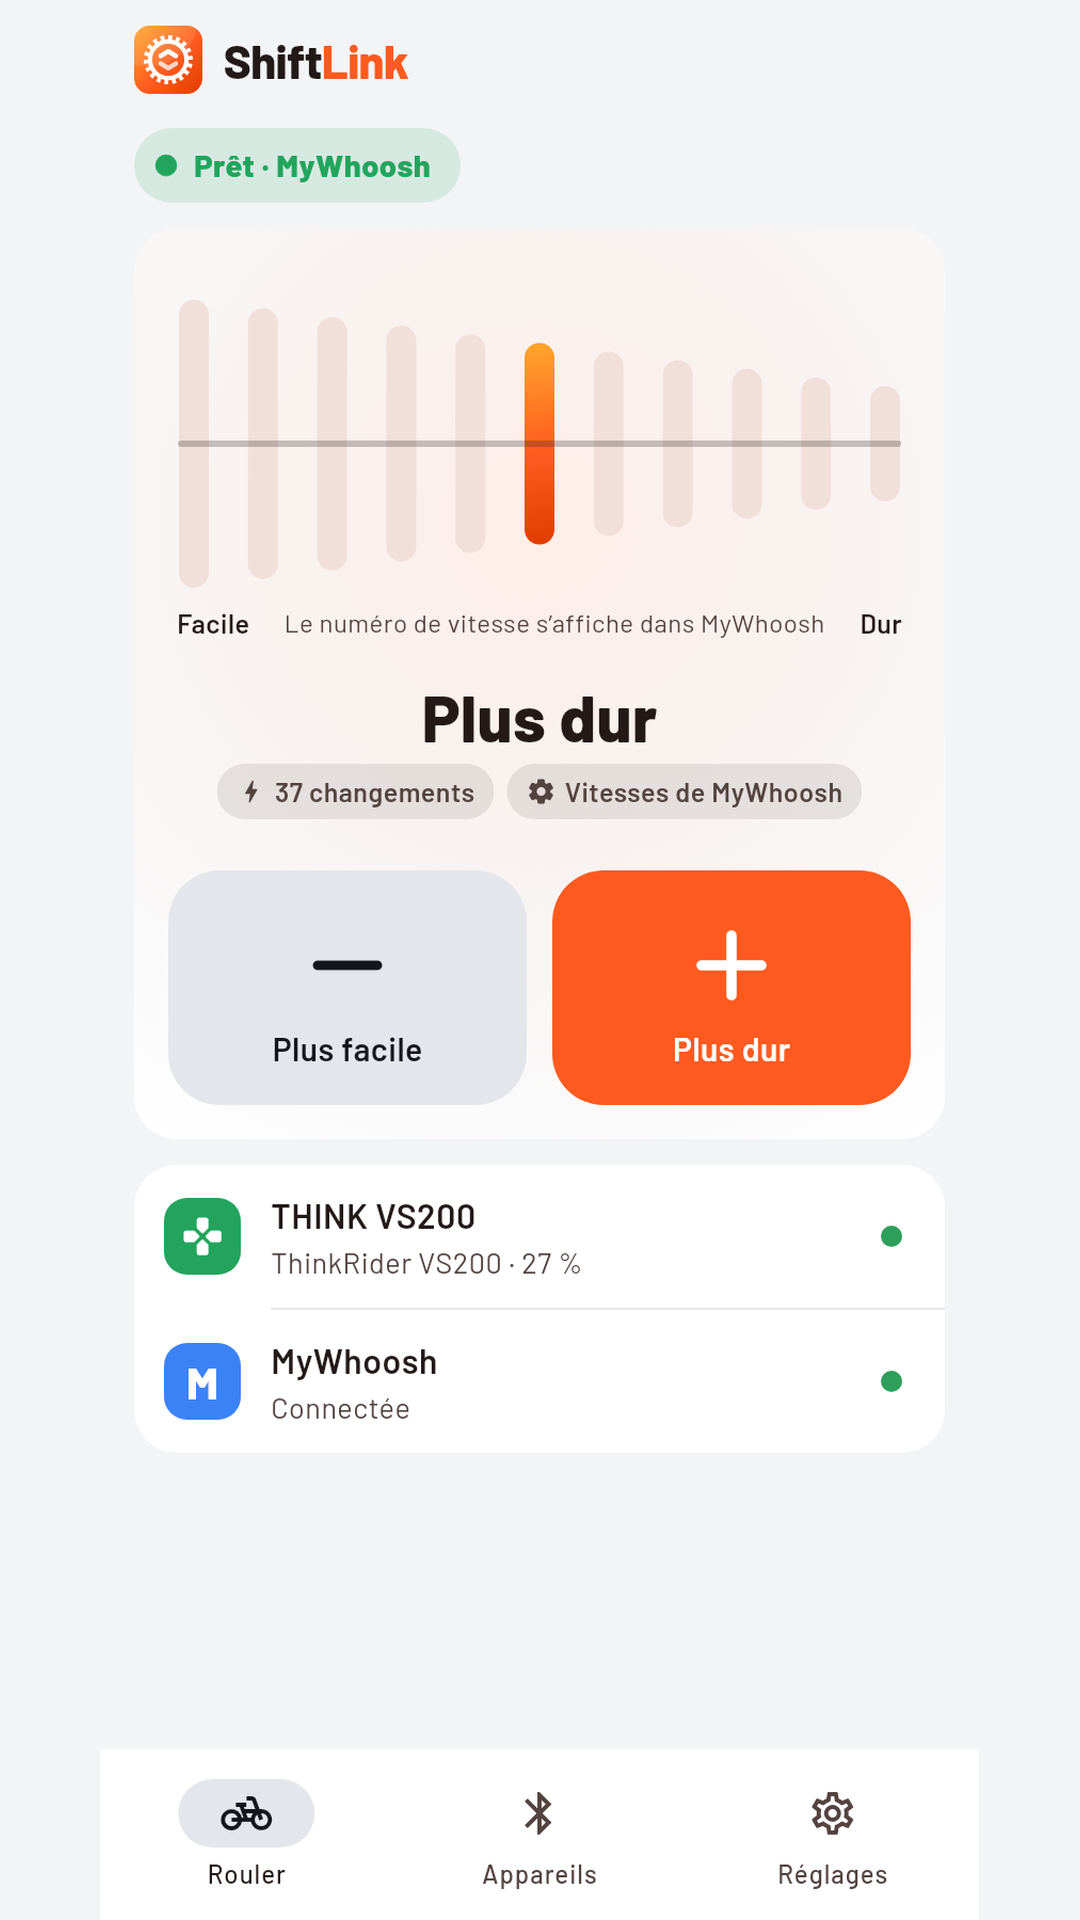 ShiftLink
Prêt · MyWhoosh
Facile
Le numéro de vitesse s’affiche dans MyWhoosh
Dur
Plus dur
37 changements
Vitesses de MyWhoosh
Plus facile
Plus dur
THINK VS200
ThinkRider VS200 · 27 %
M
MyWhoosh
Connectée
Rouler
Appareils
Réglages